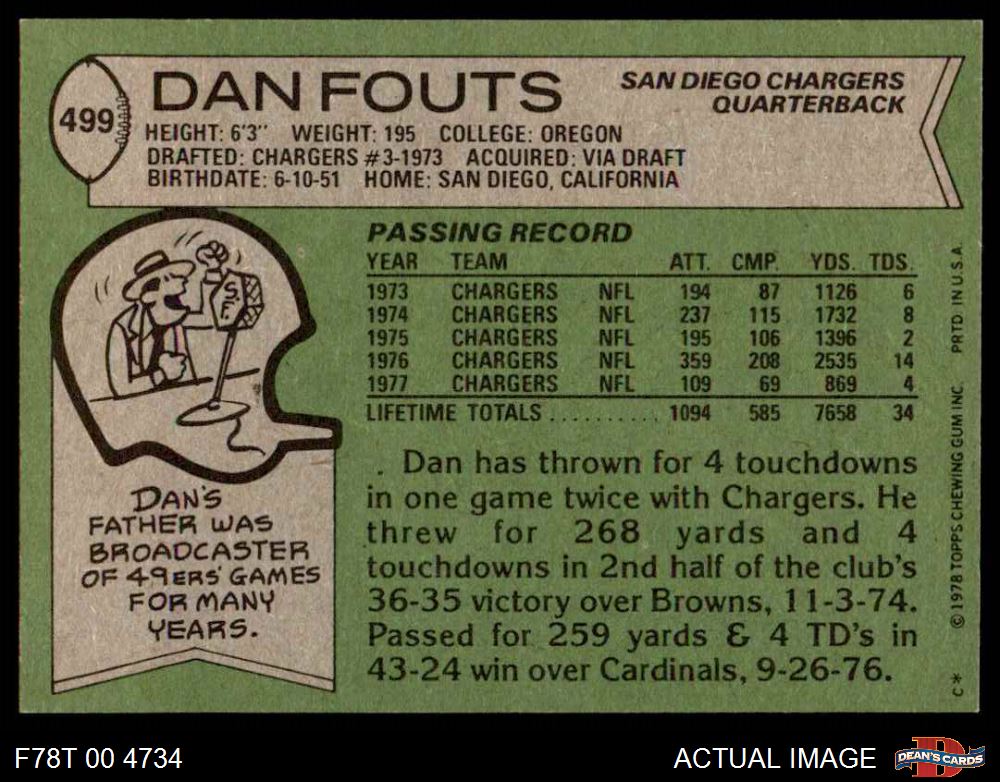 499
DAN FOUTS
SAN DIEGO CHARGERS
QUARTERBACK
HEIGHT: 6'3" WEIGHT: 195 COLLEGE: OREGON
DRAFTED: CHARGERS #3-1973 ACQUIRED: VIA DRAFT
BIRTHDATE: 6-10-51 HOME: SAN DIEGO, CALIFORNIA
S.F.
DAN'S
FATHER WAS
BROADCASTER
OF 49ERS' GAMES
FOR MANY
YEARS.
PASSING RECORD
YEAR TEAM ATT. CMP. YDS. TDS.
1973 CHARGERS NFL 194 87 1126 6
1974 CHARGERS NFL 237 115 1732 8
1975 CHARGERS NFL 195 106 1396 2
1976 CHARGERS NFL 359 208 2535 14
1977 CHARGERS NFL 109 69 869 4
LIFETIME TOTALS .......... 1094 585 7658 34
. Dan has thrown for 4 touchdowns
in one game twice with Chargers. He
threw for 268 yards and 4
touchdowns in 2nd half of the club's
36-35 victory over Browns, 11-3-74.
Passed for 259 yards & 4 TD's in
43-24 win over Cardinals, 9-26-76.
C* © 1978 TOPPS CHEWING GUM INC. PRTD IN U.S.A.
F78T 00 4734
ACTUAL IMAGE
D
DEAN'S CARDS